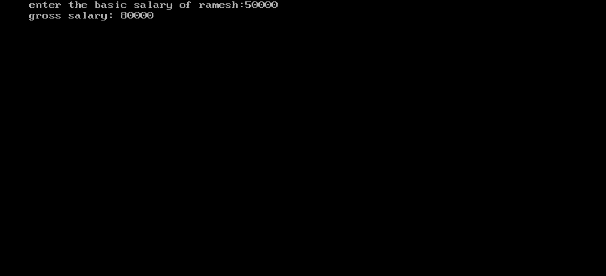 enter the basic salary of ramesh:50000
gross salary: 80000